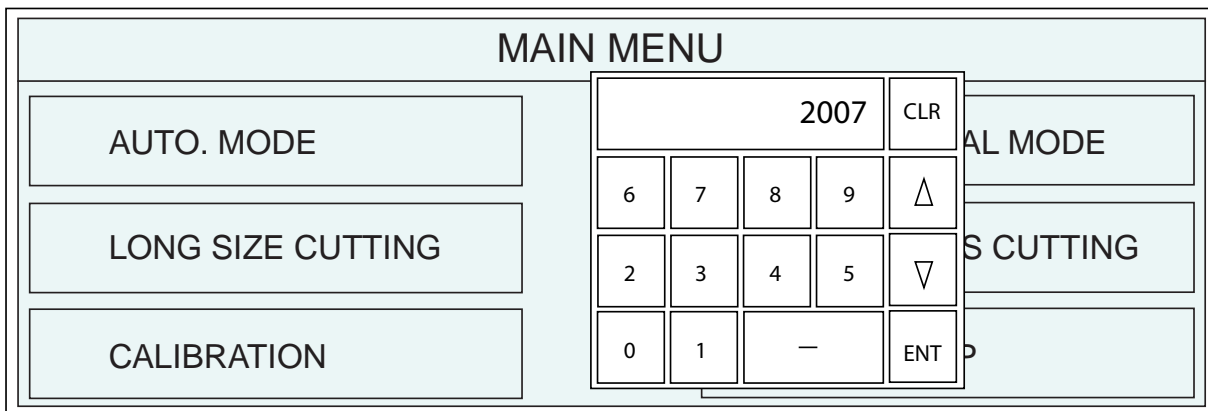 MAIN MENU
2007 CLR
AUTO. MODE
AL MODE
6 7 8 9
LONG SIZE CUTTING
S CUTTING
2 3 4 5
CALIBRATION
0 1 – ENT
P